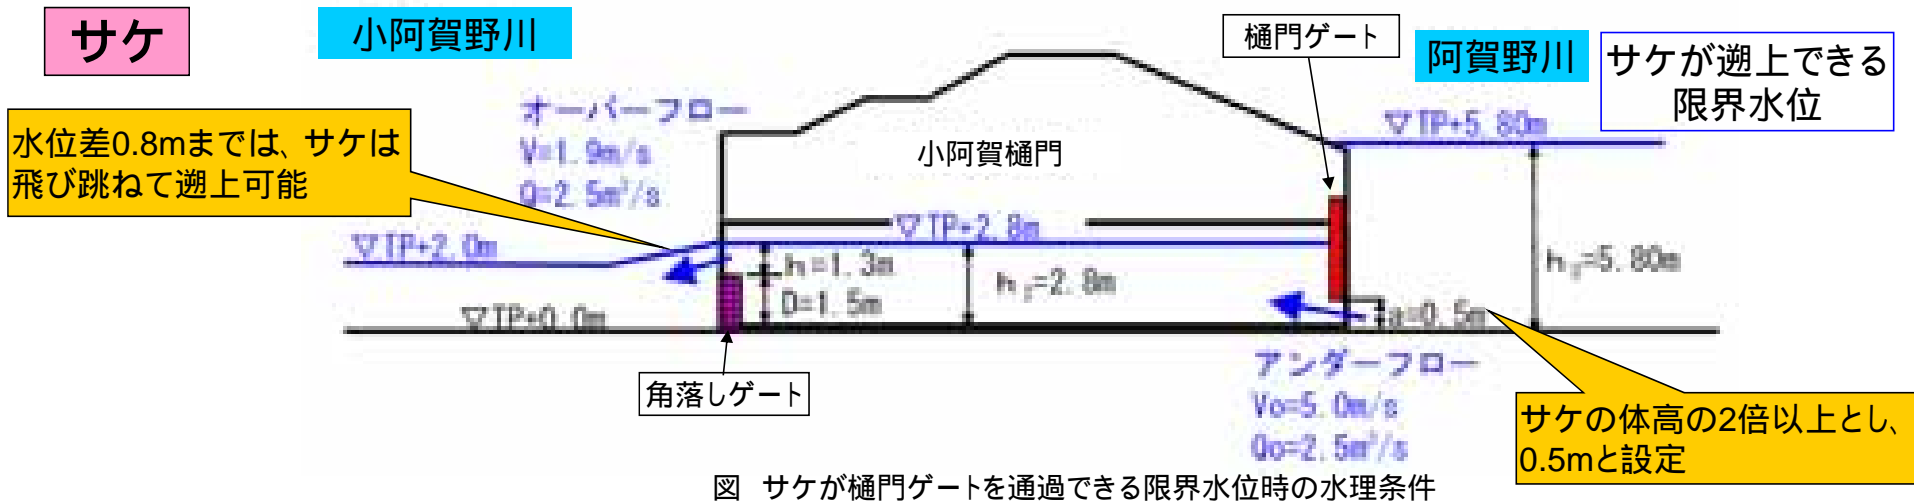 サケ
小阿賀野川
樋門ゲート
阿賀野川
サケが遡上できる
限界水位
水位差0.8mまでは、サケは
飛び跳ねて遡上可能
オーバーフロー
V=1.9m/s
Q=2.5m³/s
小阿賀樋門
▽TP+5.80m
▽TP+2.0m
▽TP+2.8m
h=1.3m
D=1.5m
h₂=2.8m
h₁=5.80m
▽TP+0.0m
a=0.5m
角落しゲート
アンダーフロー
Vo=5.0m/s
Qo=2.5m³/s
サケの体高の2倍以上とし、
0.5mと設定
図 サケが樋門ゲートを通過できる限界水位時の水理条件